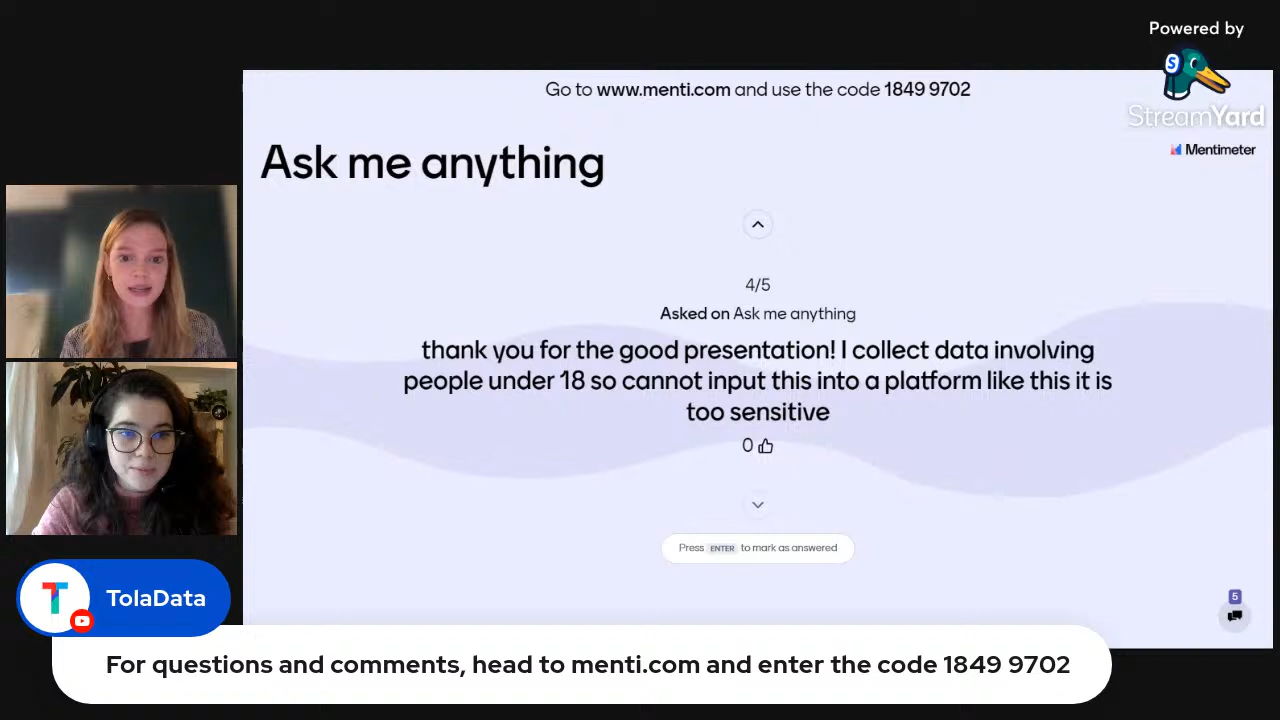 Powered by
StreamYard
Go to www.menti.com and use the code 1849 9702
Mentimeter
Ask me anything
4/5
Asked on Ask me anything
thank you for the good presentation! I collect data involving
people under 18 so cannot input this into a platform like this it is
too sensitive
0
Press ENTER to mark as answered
5
T TolaData
For questions and comments, head to menti.com and enter the code 1849 9702